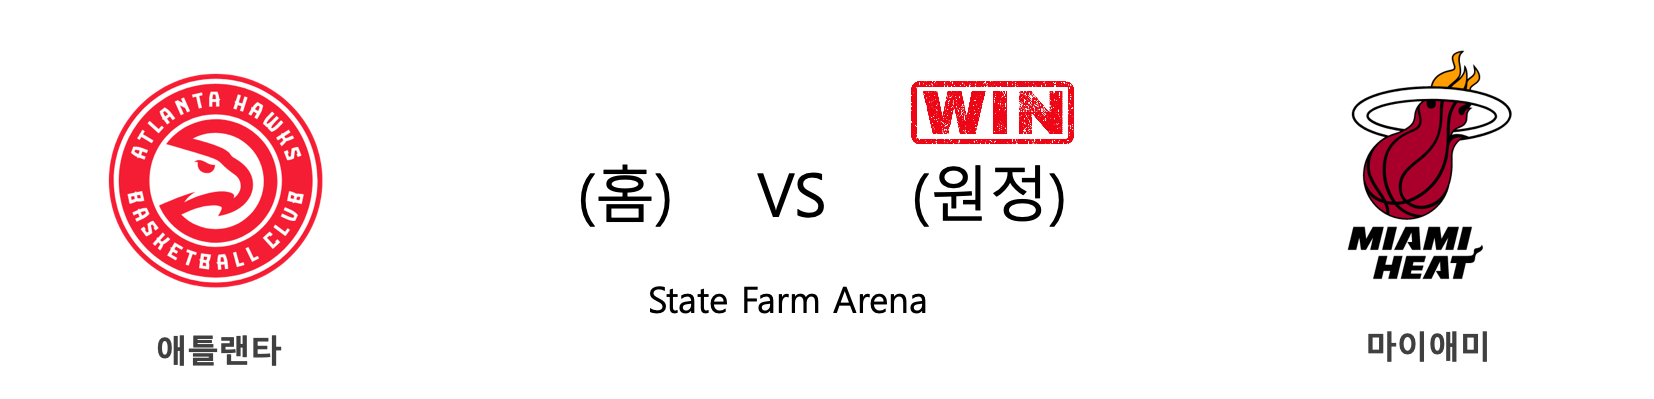 ATLANTA HAWKS
BASKETBALL CLUB
애틀랜타
WIN
(홈) VS (원정)
State Farm Arena
MIAMI
HEAT
마이애미